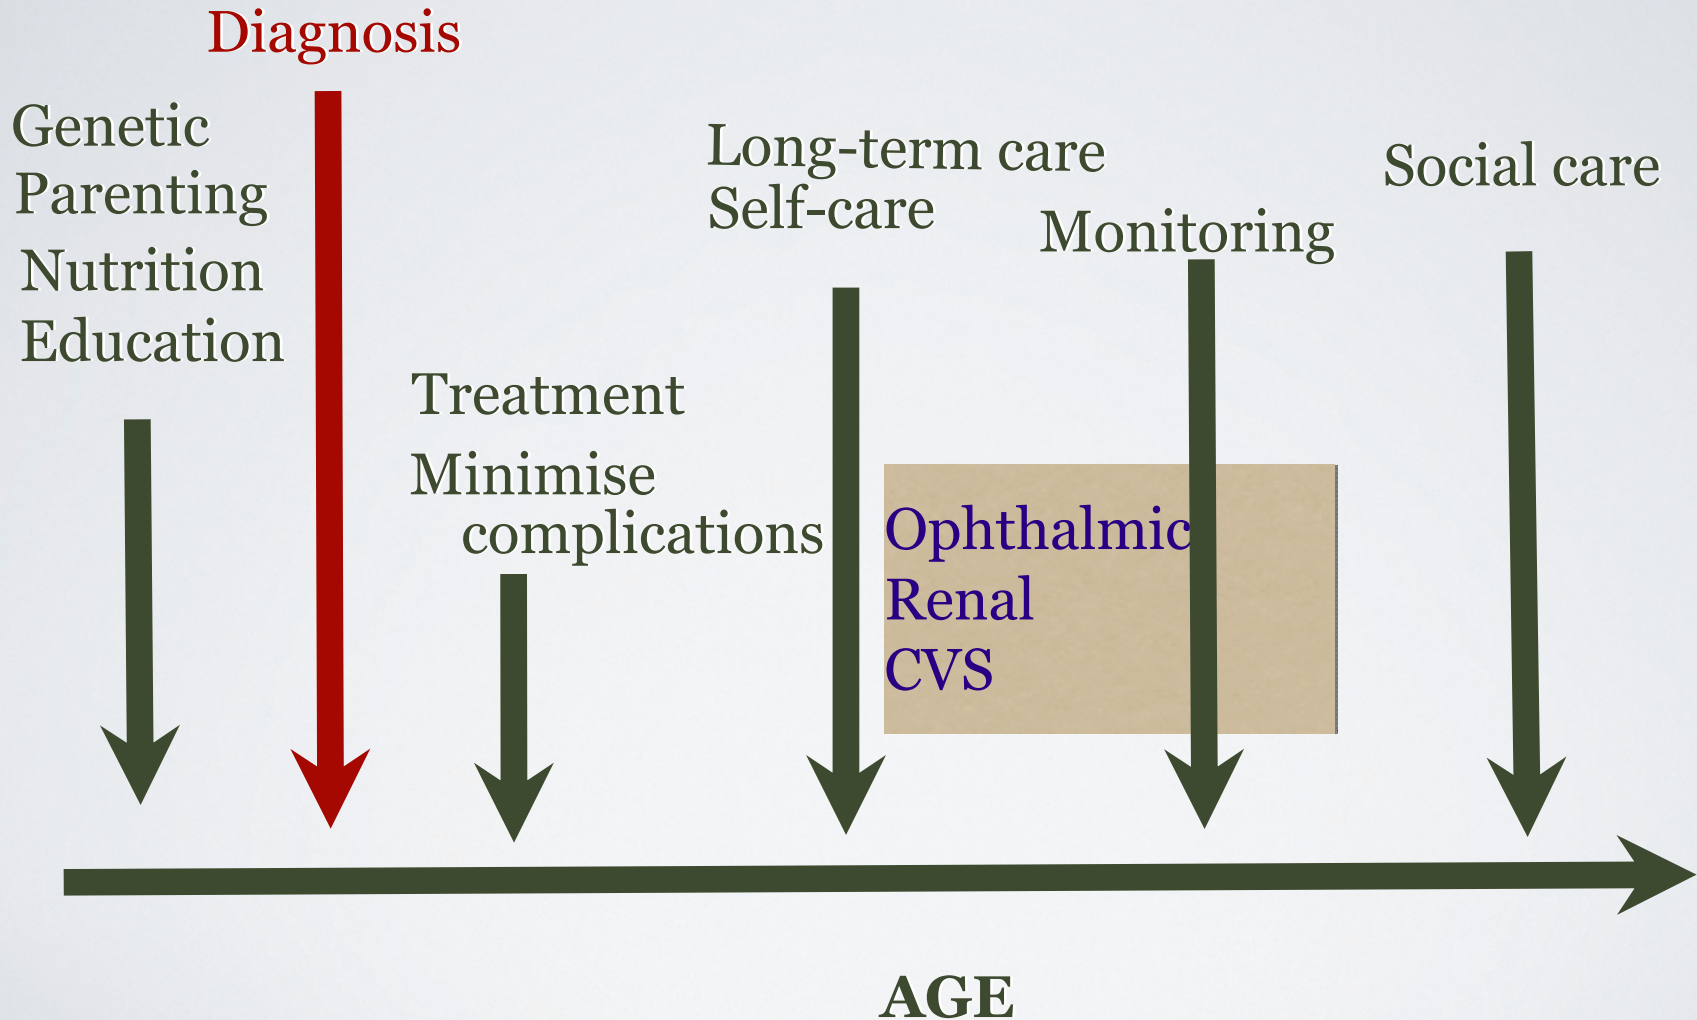 Diagnosis
Genetic
Parenting
Nutrition
Education
Treatment
Minimise
complications
Long-term care
Self-care
Monitoring
Ophthalmic
Renal
CVS
Social care
AGE